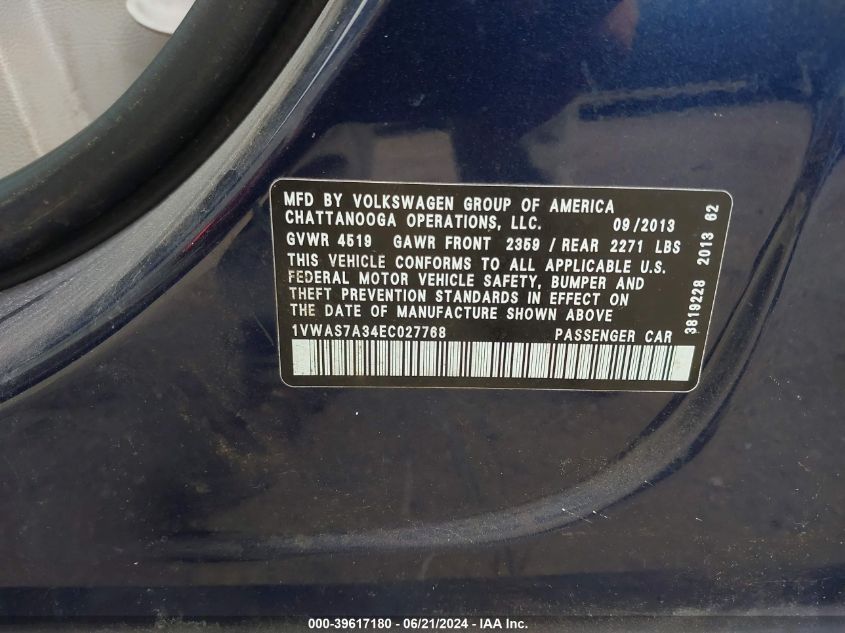 MFD BY VOLKSWAGEN GROUP OF AMERICA
CHATTANOOGA OPERATIONS, LLC. 09/2013
GVWR 4519 GAWR FRONT 2359 / REAR 2271 LBS
THIS VEHICLE CONFORMS TO ALL APPLICABLE U.S.
FEDERAL MOTOR VEHICLE SAFETY, BUMPER AND
THEFT PREVENTION STANDARDS IN EFFECT ON
THE DATE OF MANUFACTURE SHOWN ABOVE
1VWAS7A34EC027768 PASSENGER CAR
3819228 2013 62
000-39617180 - 06/21/2024 - IAA Inc.